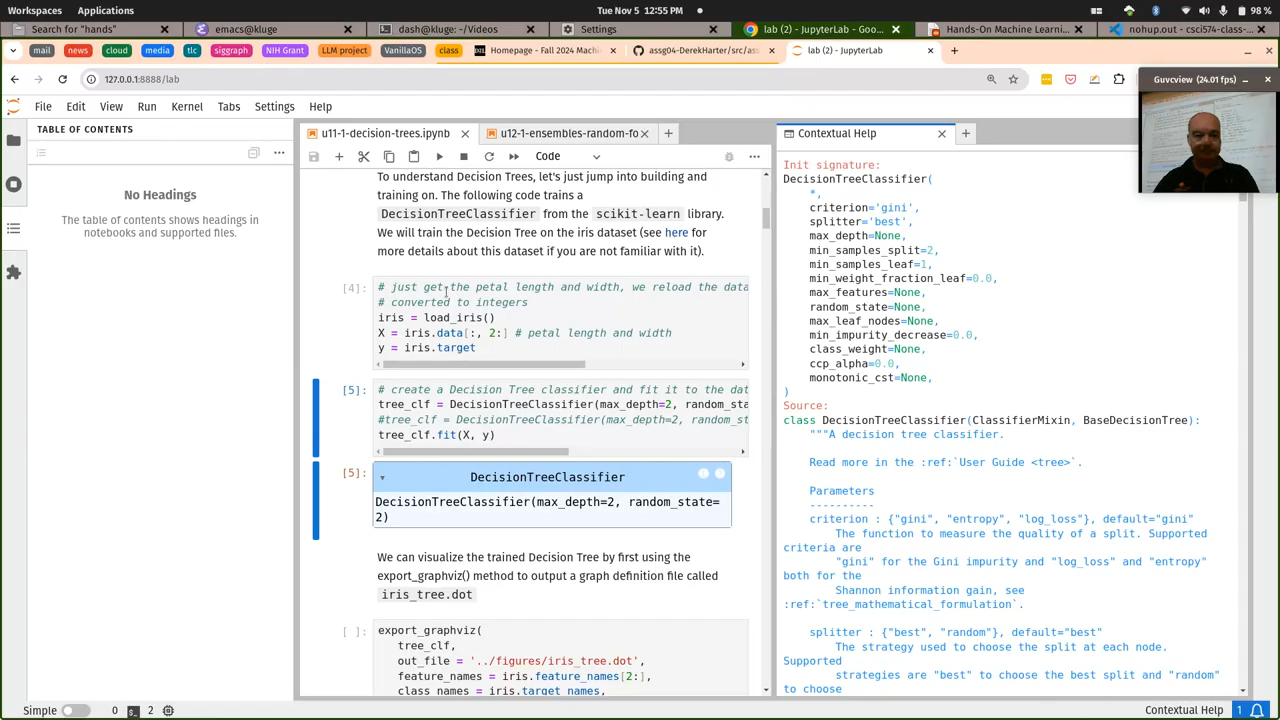 Workspaces
Applications
Tue Nov 5 12:55 PM
98 %
Search for "hands"
emacs@kluge
dash@kluge: ~/Videos
Settings
lab (2) - JupyterLab - Goo...
Hands-On Machine Learnin...
nohup.out - csci574-class-...
mail
news
cloud
media
tlc
siggraph
NIH Grant
LLM project
VanillaOS
class
Homepage - Fall 2024 Machin
assg04-DerekHarter/src/ass
lab (2) - JupyterLab
127.0.0.1:8888/lab
Guvcview (24.01 fps)
File Edit View Run Kernel Tabs Settings Help
TABLE OF CONTENTS
No Headings
The table of contents shows headings in
notebooks and supported files.
u11-1-decision-trees.ipynb
u12-1-ensembles-random-fo
Code
To understand Decision Trees, let's just jump into building and
training on. The following code trains a
DecisionTreeClassifier from the scikit-learn library.
We will train the Decision Tree on the iris dataset (see here for
more details about this dataset if you are not familiar with it).
[4]:
# just get the petal length and width, we reload the data
# converted to integers
iris = load_iris()
X = iris.data[:, 2:] # petal length and width
y = iris.target
[5]:
# create a Decision Tree classifier and fit it to the dat
tree_clf = DecisionTreeClassifier(max_depth=2, random_sta
#tree_clf = DecisionTreeClassifier(max_depth=2, random_st
tree_clf.fit(X, y)
[5]:
DecisionTreeClassifier
DecisionTreeClassifier(max_depth=2, random_state=
2)
We can visualize the trained Decision Tree by first using the
export_graphviz() method to output a graph definition file called
iris_tree.dot
[ ]:
export_graphviz(
tree_clf,
out_file = '../figures/iris_tree.dot',
feature_names = iris.feature_names[2:],
class_names = iris.target_names,
Contextual Help
Init signature:
DecisionTreeClassifier(
*,
criterion='gini',
splitter='best',
max_depth=None,
min_samples_split=2,
min_samples_leaf=1,
min_weight_fraction_leaf=0.0,
max_features=None,
random_state=None,
max_leaf_nodes=None,
min_impurity_decrease=0.0,
class_weight=None,
ccp_alpha=0.0,
monotonic_cst=None,
)
Source:
class DecisionTreeClassifier(ClassifierMixin, BaseDecisionTree):
"""A decision tree classifier.
Read more in the :ref:`User Guide <tree>`.
Parameters
----------
criterion : {"gini", "entropy", "log_loss"}, default="gini"
The function to measure the quality of a split. Supported
criteria are
"gini" for the Gini impurity and "log_loss" and "entropy"
both for the
Shannon information gain, see
:ref:`tree_mathematical_formulation`.
splitter : {"best", "random"}, default="best"
The strategy used to choose the split at each node.
Supported
strategies are "best" to choose the best split and "random"
to choose
Simple
0
2
Contextual Help
1